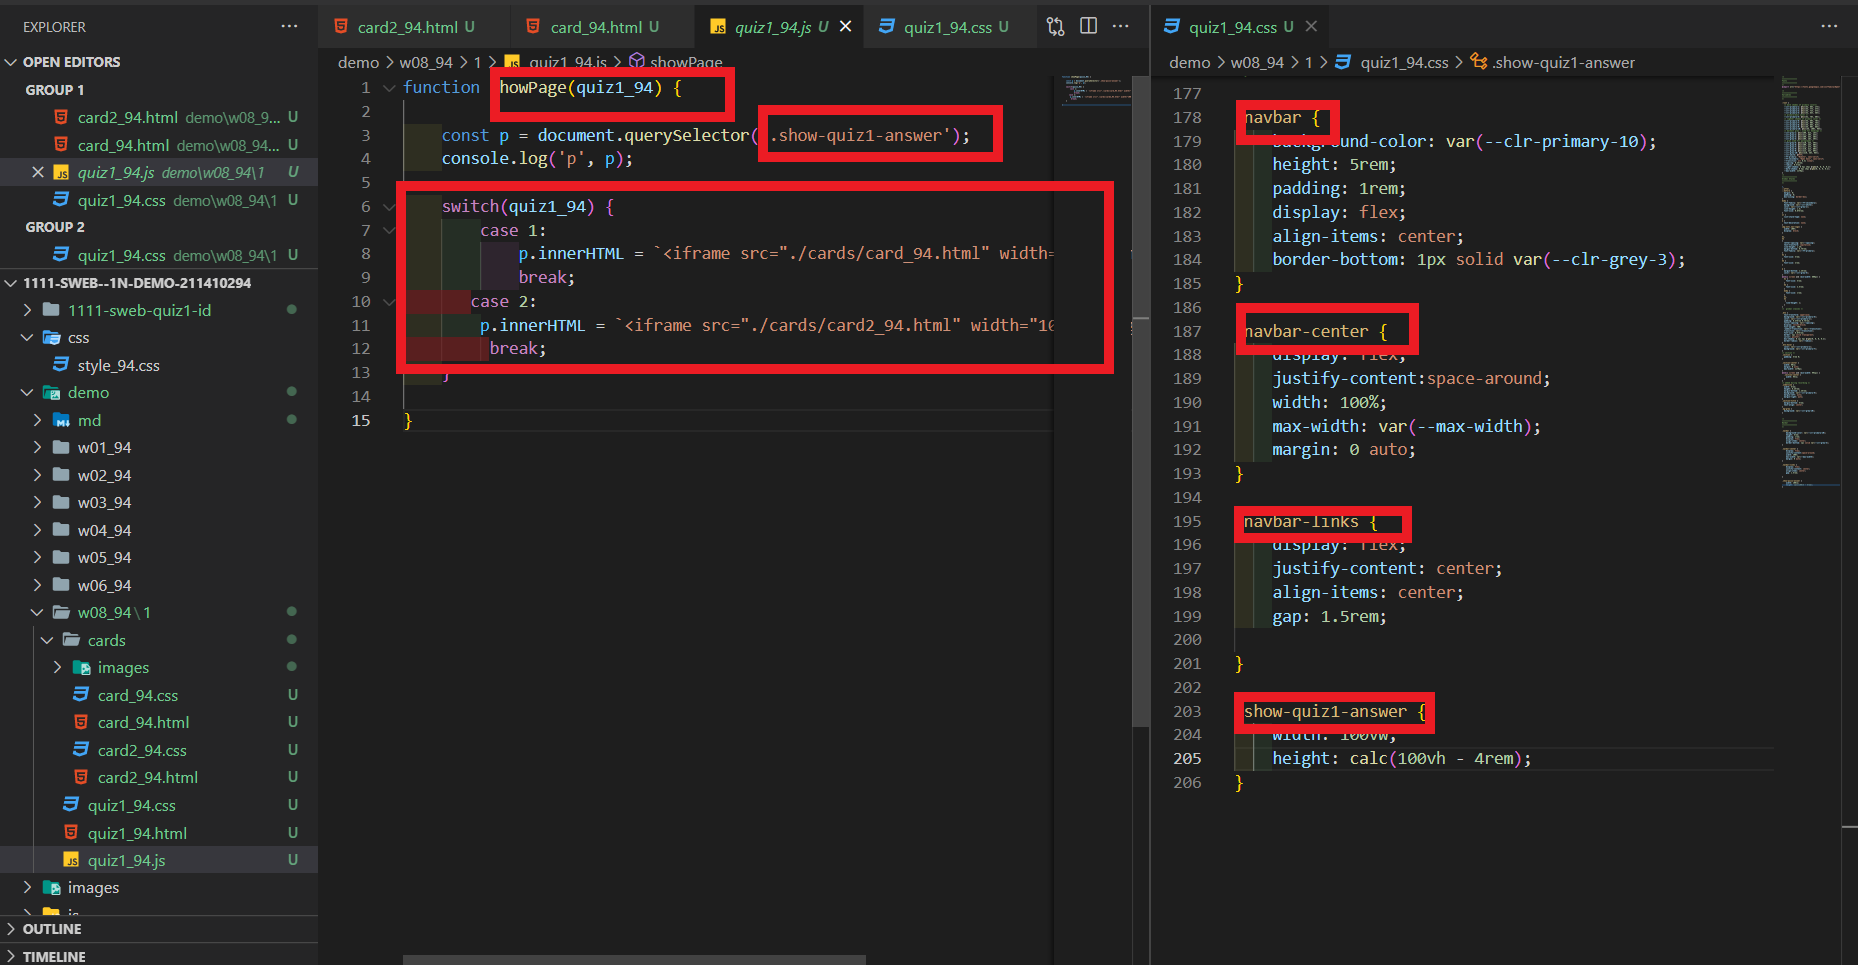 EXPLORER
OPEN EDITORS
GROUP 1
card2_94.html demo\w08_9... U
card_94.html demo\w08_94... U
quiz1_94.js demo\w08_94\1 U
quiz1_94.css demo\w08_94\1 U
GROUP 2
quiz1_94.css demo\w08_94\1 U
1111-SWEB--1N-DEMO-211410294
1111-sweb-quiz1-id
css
style_94.css
demo
md
w01_94
w02_94
w03_94
w04_94
w05_94
w06_94
w08_94\1
cards
images
card_94.css U
card_94.html U
card2_94.css U
card2_94.html U
quiz1_94.css U
quiz1_94.html U
quiz1_94.js U
images
OUTLINE
TIMELINE
card2_94.html U card_94.html U quiz1_94.js U quiz1_94.css U
demo > w08_94 > 1 > quiz1_94.js > showPage
1 function howPage(quiz1_94) {
2
3 const p = document.querySelector( .show-quiz1-answer');
4 console.log('p', p);
5
6 switch(quiz1_94) {
7 case 1:
8 p.innerHTML = `<iframe src="./cards/card_94.html" width=
9 break;
10 case 2:
11 p.innerHTML = `<iframe src="./cards/card2_94.html" width="10
12 break;
13 }
14
15 }
quiz1_94.css U
demo > w08_94 > 1 > quiz1_94.css > .show-quiz1-answer
177
178 navbar {
179 background-color: var(--clr-primary-10);
180 height: 5rem;
181 padding: 1rem;
182 display: flex;
183 align-items: center;
184 border-bottom: 1px solid var(--clr-grey-3);
185 }
186
187 navbar-center {
188 display: flex;
189 justify-content:space-around;
190 width: 100%;
191 max-width: var(--max-width);
192 margin: 0 auto;
193 }
194
195 navbar-links {
196 display: flex;
197 justify-content: center;
198 align-items: center;
199 gap: 1.5rem;
200
201 }
202
203 show-quiz1-answer {
204 width: 100vw;
205 height: calc(100vh - 4rem);
206 }